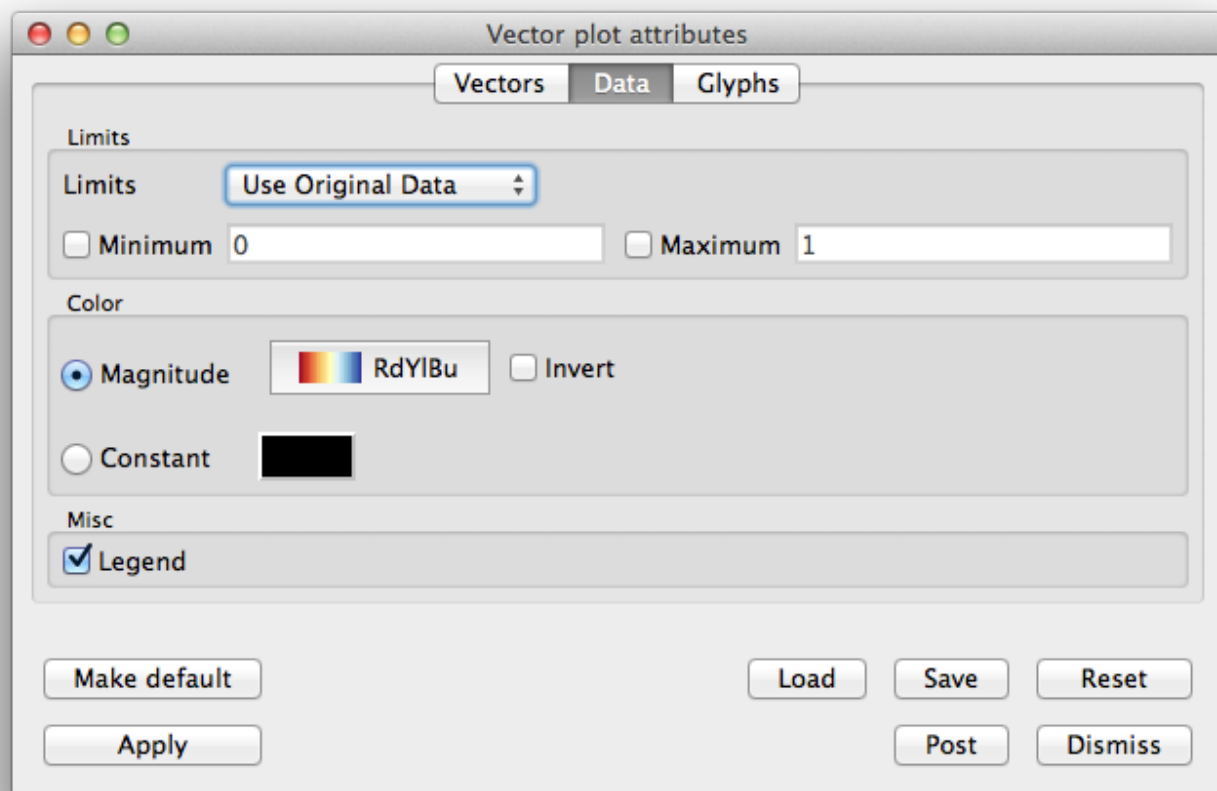 Vector plot attributes
Vectors Data Glyphs
Limits
Limits Use Original Data
Minimum 0 Maximum 1
Color
Magnitude RdYlBu Invert
Constant
Misc
Legend
Make default Load Save Reset
Apply Post Dismiss